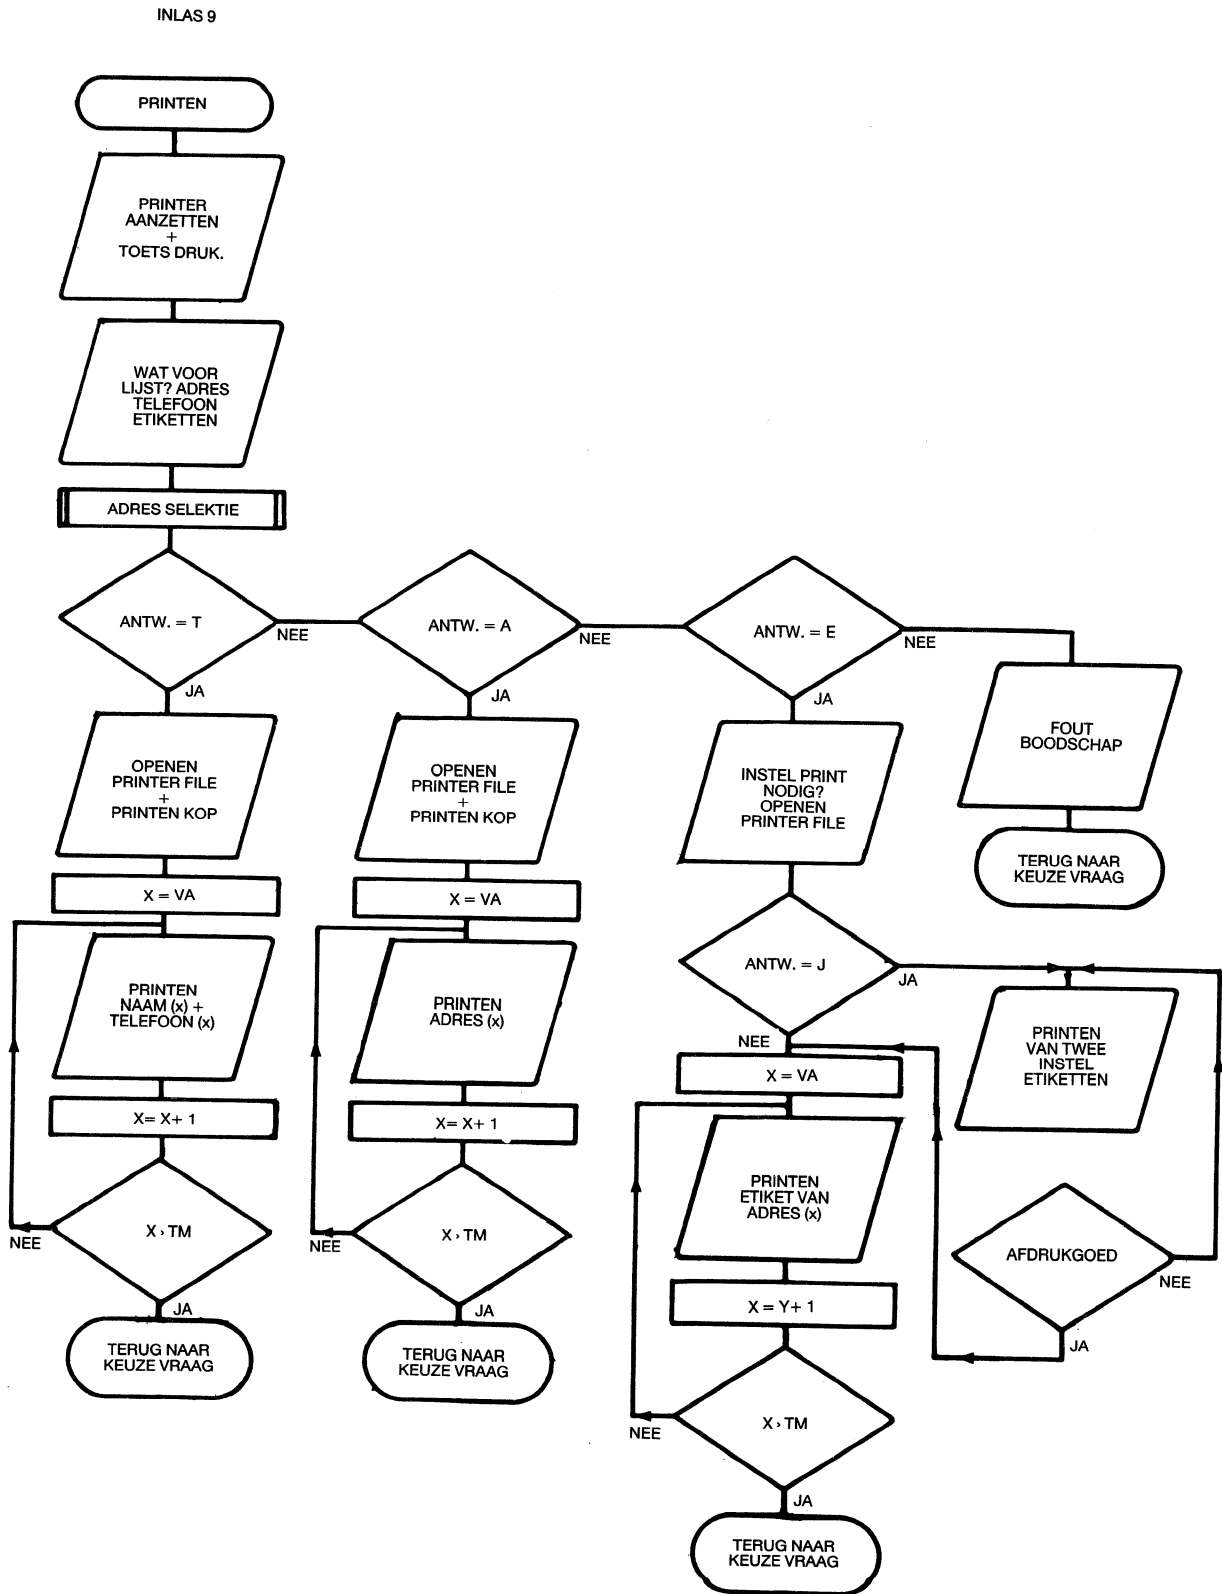 INLAS 9
PRINTEN
PRINTER
AANZETTEN
+
TOETS DRUK.
WAT VOOR
LIJST? ADRES
TELEFOON
ETIKETTEN
ADRES SELEKTIE
ANTW. = T
NEE
JA
OPENEN
PRINTER FILE
+
PRINTEN KOP
X = VA
PRINTEN
NAAM (x) +
TELEFOON (x)
X= X+ 1
X > TM
NEE
JA
TERUG NAAR
KEUZE VRAAG
ANTW. = A
NEE
JA
OPENEN
PRINTER FILE
+
PRINTEN KOP
X = VA
PRINTEN
ADRES (x)
X= X+ 1
X > TM
NEE
JA
TERUG NAAR
KEUZE VRAAG
ANTW. = E
NEE
JA
INSTEL PRINT
NODIG?
OPENEN
PRINTER FILE
ANTW. = J
JA
NEE
X = VA
PRINTEN
ETIKET VAN
ADRES (x)
X = Y+ 1
X > TM
NEE
JA
TERUG NAAR
KEUZE VRAAG
FOUT
BOODSCHAP
TERUG NAAR
KEUZE VRAAG
PRINTEN
VAN TWEE
INSTEL
ETIKETTEN
AFDRUKGOED
NEE
JA